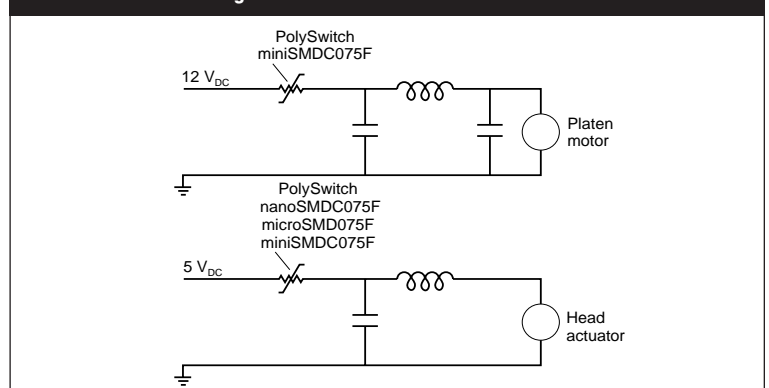 PolySwitch
miniSMDC075F
12 VDC
Platen
motor
PolySwitch
nanoSMDC075F
microSMD075F
miniSMDC075F
5 VDC
Head
actuator